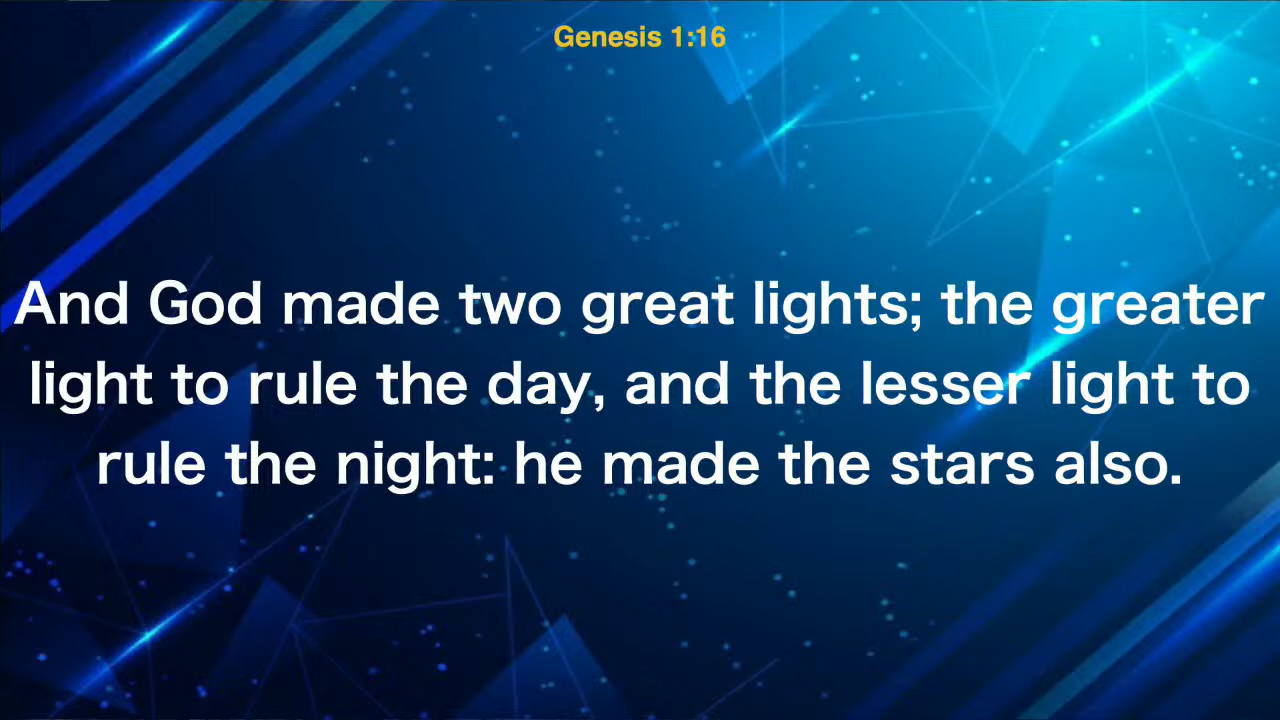 Genesis 1:16
And God made two great lights; the greater
light to rule the day, and the lesser light to
rule the night: he made the stars also.